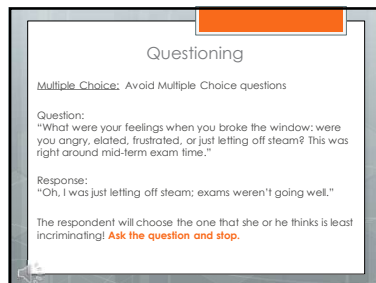 Questioning
Multiple Choice: Avoid Multiple Choice questions
Question:
“What were your feelings when you broke the window: were
you angry, elated, frustrated, or just letting off steam? This was
right around mid-term exam time.”
Response:
“Oh, I was just letting off steam; exams weren’t going well.”
The respondent will choose the one that she or he thinks is least
incriminating! Ask the question and stop.